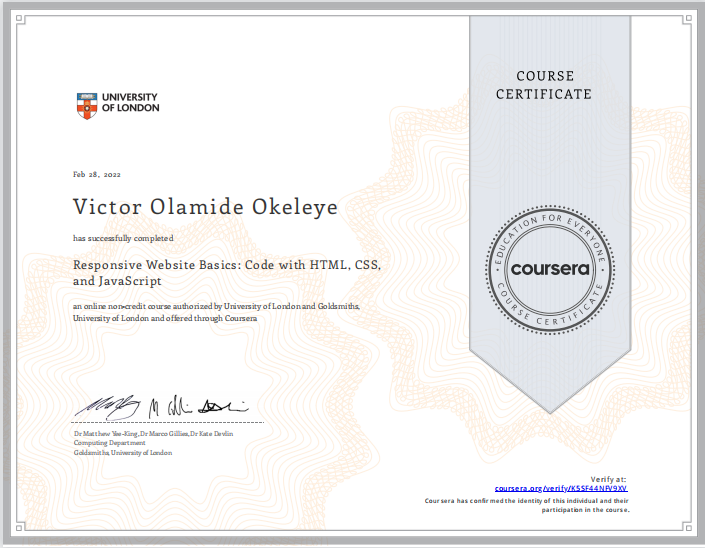 COURSE
CERTIFICATE
UNIVERSITY
OF LONDON
Feb 28, 2022
Victor Olamide Okeleye
has successfully completed
Responsive Website Basics: Code with HTML, CSS,
and JavaScript
an online non-credit course authorized by University of London and Goldsmiths,
University of London and offered through Coursera
EDUCATION FOR EVERYONE
coursera
COURSE CERTIFICATE
Dr Matthew Yee-King, Dr Marco Gillies, Dr Kate Devlin
Computing Department
Goldsmiths, University of London
Verify at:
coursera.org/verify/K5SF44NFV9XV
Coursera has confirmed the identity of this individual and their
participation in the course.